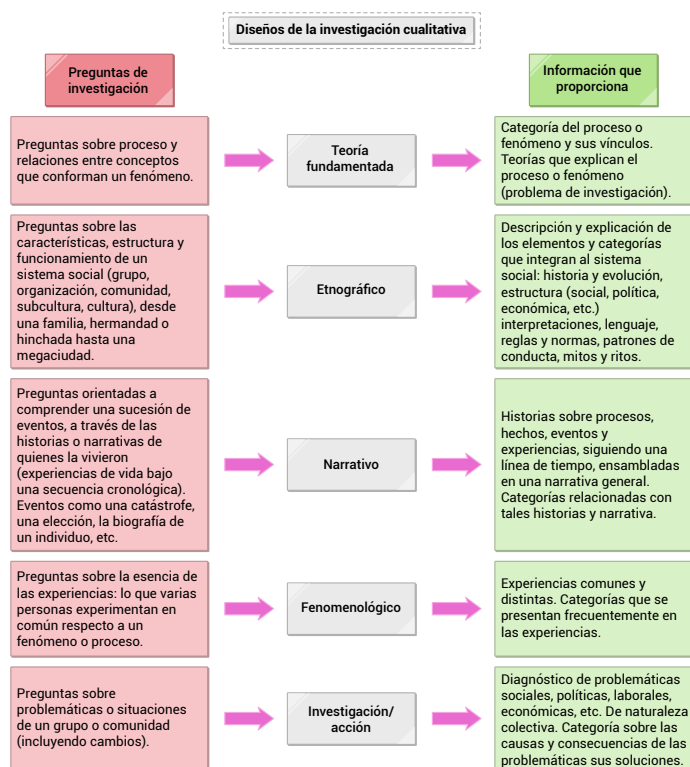 Diseños de la investigación cualitativa
Preguntas de
investigación
Información que
proporciona
Preguntas sobre proceso y
relaciones entre conceptos
que conforman un fenómeno.
Teoría
fundamentada
Categoría del proceso o
fenómeno y sus vínculos.
Teorías que explican el
proceso o fenómeno
(problema de investigación).
Preguntas sobre las
características, estructura y
funcionamiento de un
sistema social (grupo,
organización, comunidad,
subcultura, cultura), desde
una familia, hermandad o
hinchada hasta una
megaciudad.
Etnográfico
Descripción y explicación de
los elementos y categorías
que integran al sistema
social: historia y evolución,
estructura (social, política,
económica, etc.)
interpretaciones, lenguaje,
reglas y normas, patrones de
conducta, mitos y ritos.
Preguntas orientadas a
comprender una sucesión de
eventos, a través de las
historias o narrativas de
quienes la vivieron
(experiencias de vida bajo
una secuencia cronológica).
Eventos como una catástrofe,
una elección, la biografía de
un individuo, etc.
Narrativo
Historias sobre procesos,
hechos, eventos y
experiencias, siguiendo una
línea de tiempo, ensambladas
en una narrativa general.
Categorías relacionadas con
tales historias y narrativa.
Preguntas sobre la esencia de
las experiencias: lo que varias
personas experimentan en
común respecto a un
fenómeno o proceso.
Fenomenológico
Experiencias comunes y
distintas. Categorías que se
presentan frecuentemente en
las experiencias.
Preguntas sobre
problemáticas o situaciones
de un grupo o comunidad
(incluyendo cambios).
Investigación/
acción
Diagnóstico de problemáticas
sociales, políticas, laborales,
económicas, etc. De naturaleza
colectiva. Categoría sobre las
causas y consecuencias de las
problemáticas sus soluciones.